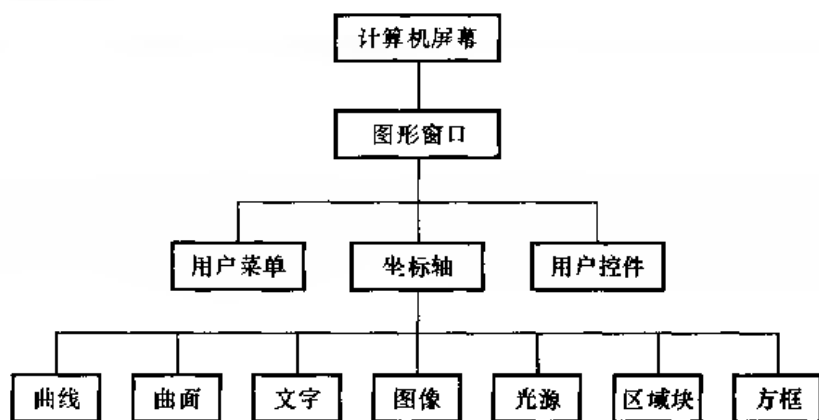 计算机屏幕
图形窗口
用户菜单 坐标轴 用户控件
曲线 曲面 文字 图像 光源 区域块 方框